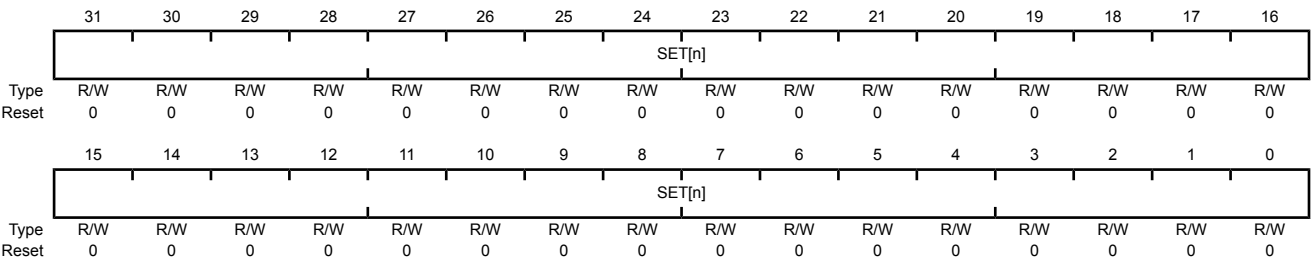 31 30 29 28 27 26 25 24 23 22 21 20 19 18 17 16
SET[n]
Type R/W R/W R/W R/W R/W R/W R/W R/W R/W R/W R/W R/W R/W R/W R/W R/W
Reset 0 0 0 0 0 0 0 0 0 0 0 0 0 0 0 0
15 14 13 12 11 10 9 8 7 6 5 4 3 2 1 0
SET[n]
Type R/W R/W R/W R/W R/W R/W R/W R/W R/W R/W R/W R/W R/W R/W R/W R/W
Reset 0 0 0 0 0 0 0 0 0 0 0 0 0 0 0 0